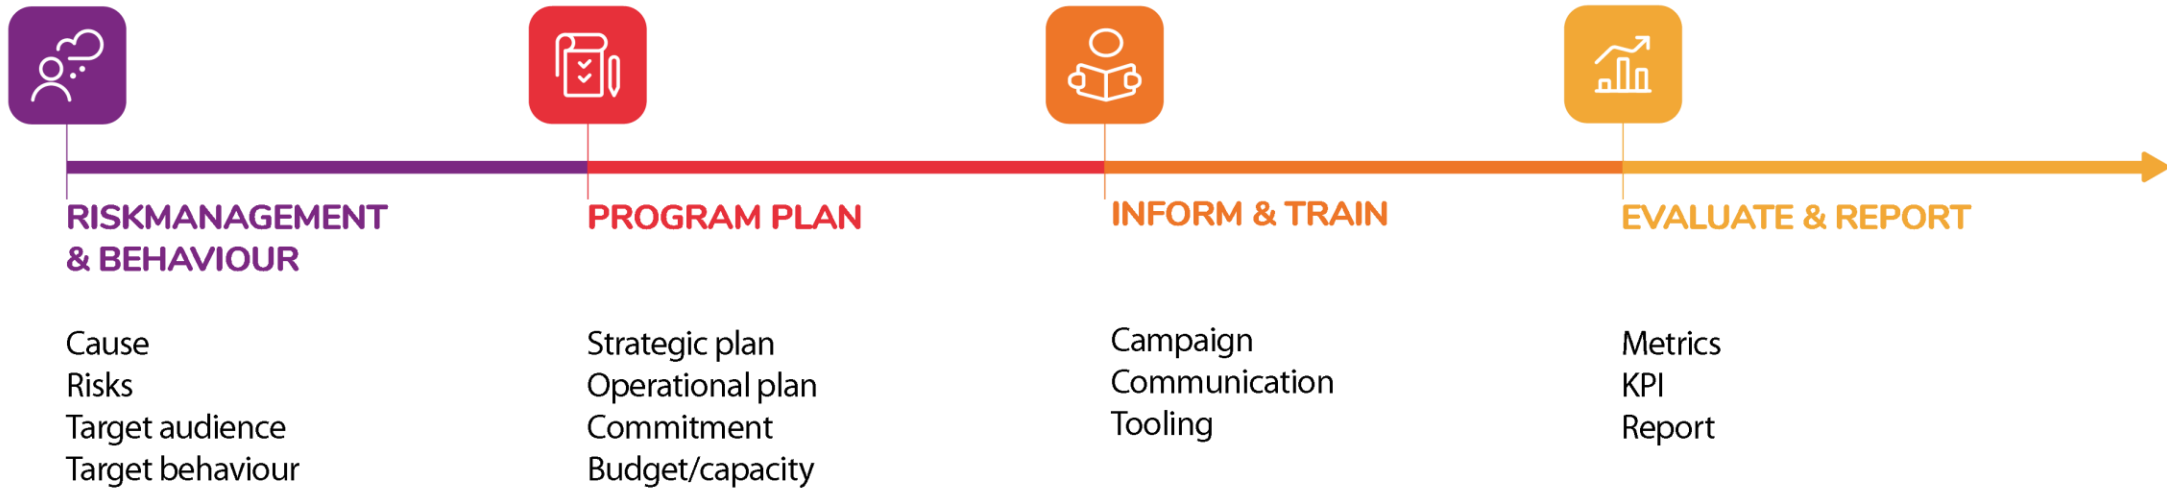 RISKMANAGEMENT
& BEHAVIOUR
Cause
Risks
Target audience
Target behaviour
PROGRAM PLAN
Strategic plan
Operational plan
Commitment
Budget/capacity
INFORM & TRAIN
Campaign
Communication
Tooling
EVALUATE & REPORT
Metrics
KPI
Report